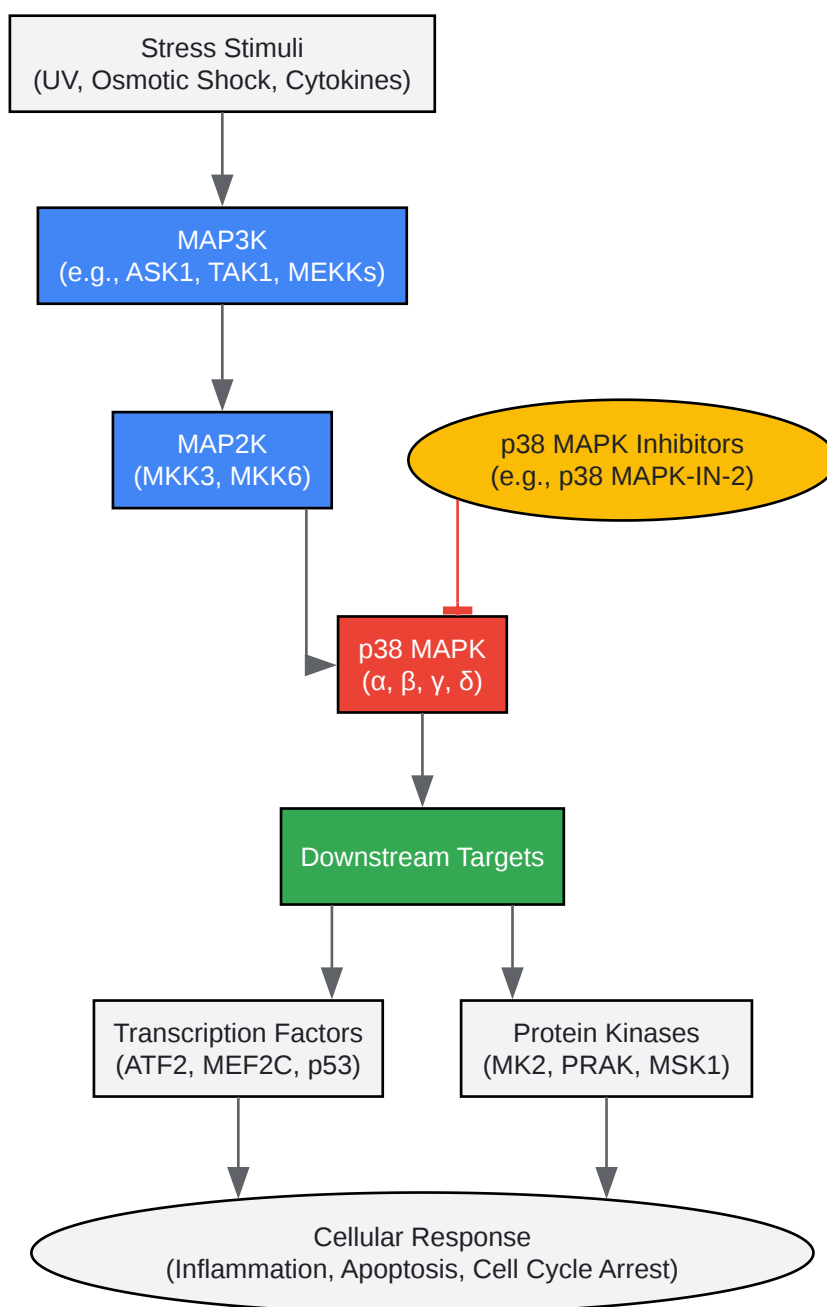 Stress Stimuli
(UV, Osmotic Shock, Cytokines)
MAP3K
(e.g., ASK1, TAK1, MEKKs)
MAP2K
(MKK3, MKK6)
p38 MAPK Inhibitors
(e.g., p38 MAPK-IN-2)
p38 MAPK
(α, β, γ, δ)
Downstream Targets
Transcription Factors
(ATF2, MEF2C, p53)
Protein Kinases
(MK2, PRAK, MSK1)
Cellular Response
(Inflammation, Apoptosis, Cell Cycle Arrest)